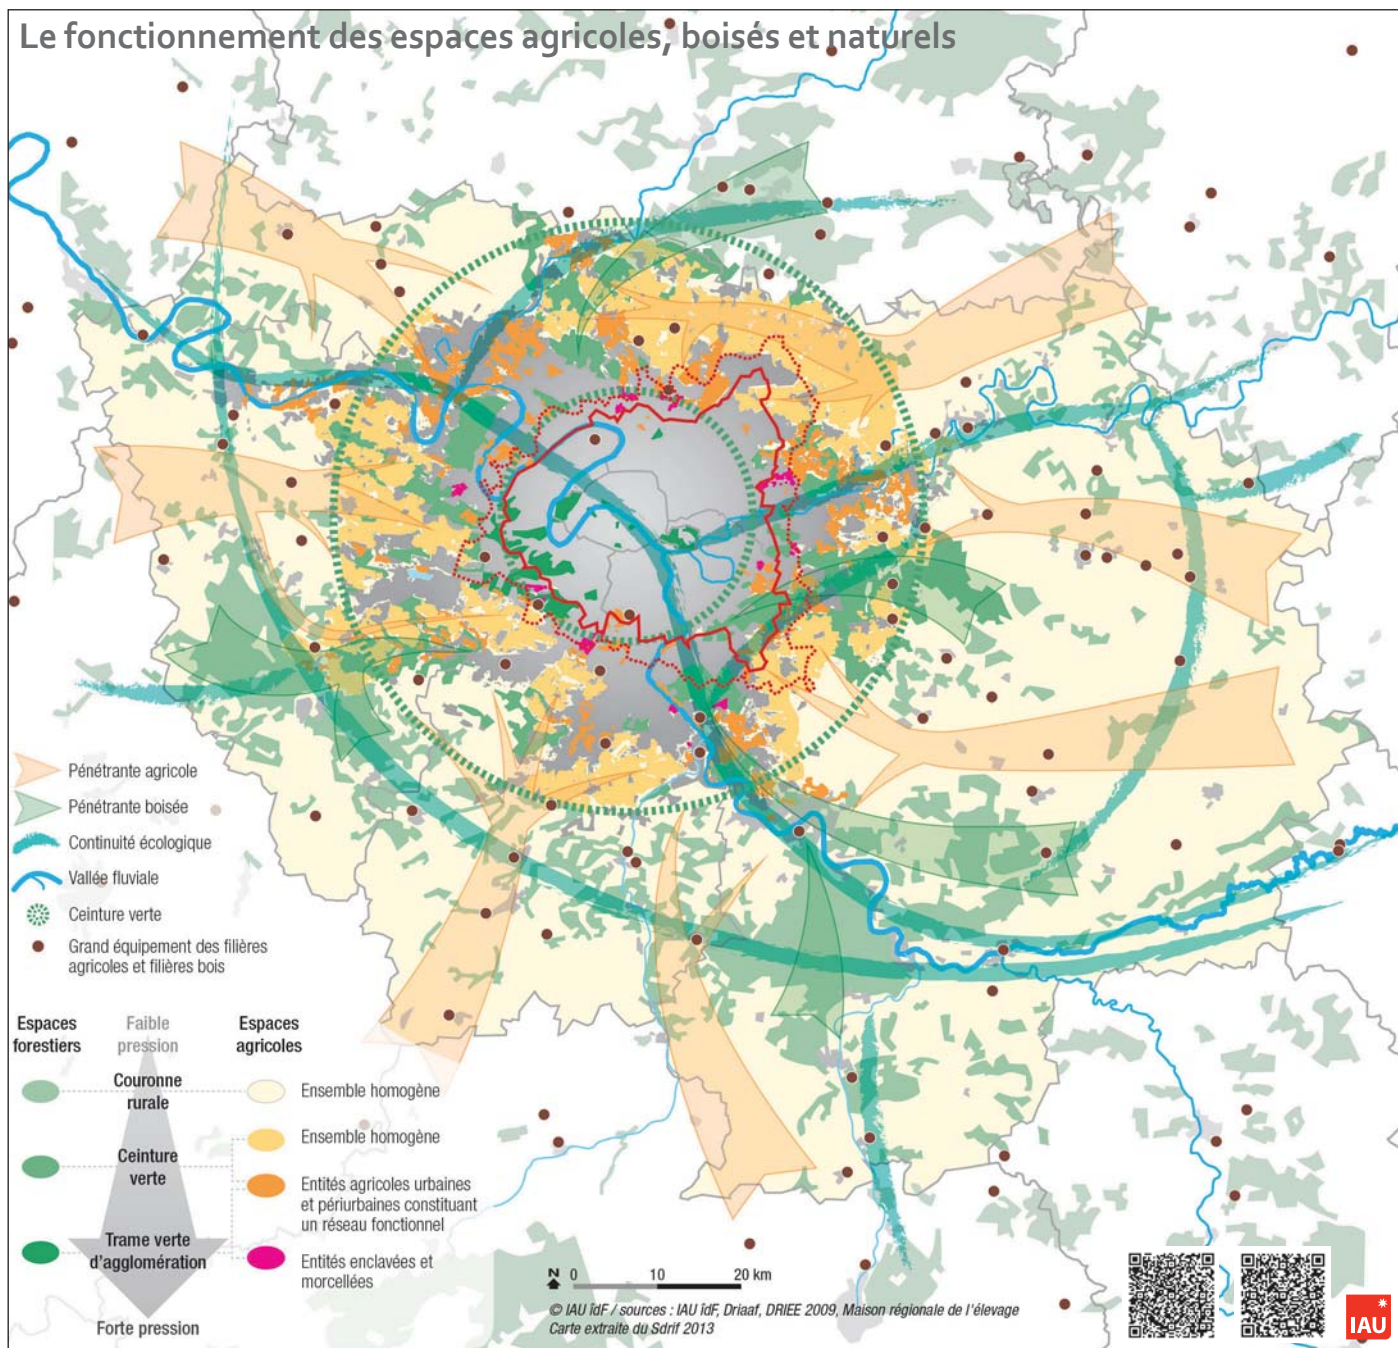 Le fonctionnement des espaces agricoles, boisés et naturels
Pénétrante agricole
Pénétrante boisée
Continuité écologique
Vallée fluviale
Ceinture verte
Grand équipement des filières
agricoles et filières bois
Espaces
forestiers
Faible
pression
Espaces
agricoles
Couronne
rurale
Ensemble homogène
Ceinture
verte
Ensemble homogène
Entités agricoles urbaines
et périurbaines constituant
un réseau fonctionnel
Trame verte
d'agglomération
Entités enclavées et
morcellées
Forte pression
N 0 10 20 km
© IAU îdF / sources : IAU îdF, Driaaf, DRIEE 2009, Maison régionale de l'élevage
Carte extraite du Sdrif 2013
IAU